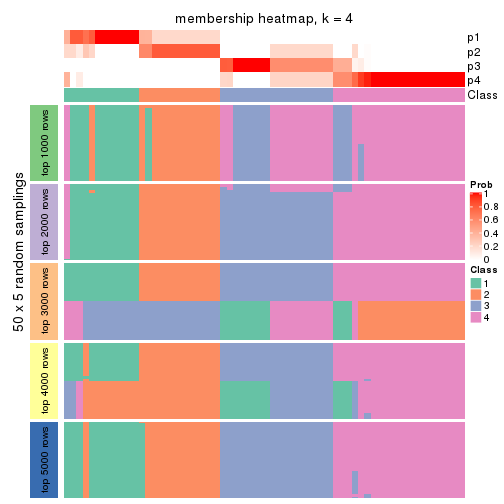 membership heatmap, k = 4
p1
p2
p3
p4
Class
50 x 5 random samplings
top 1000 rows
top 2000 rows
top 3000 rows
top 4000 rows
top 5000 rows
Prob
1
0.8
0.6
0.4
0.2
0
Class
1
2
3
4